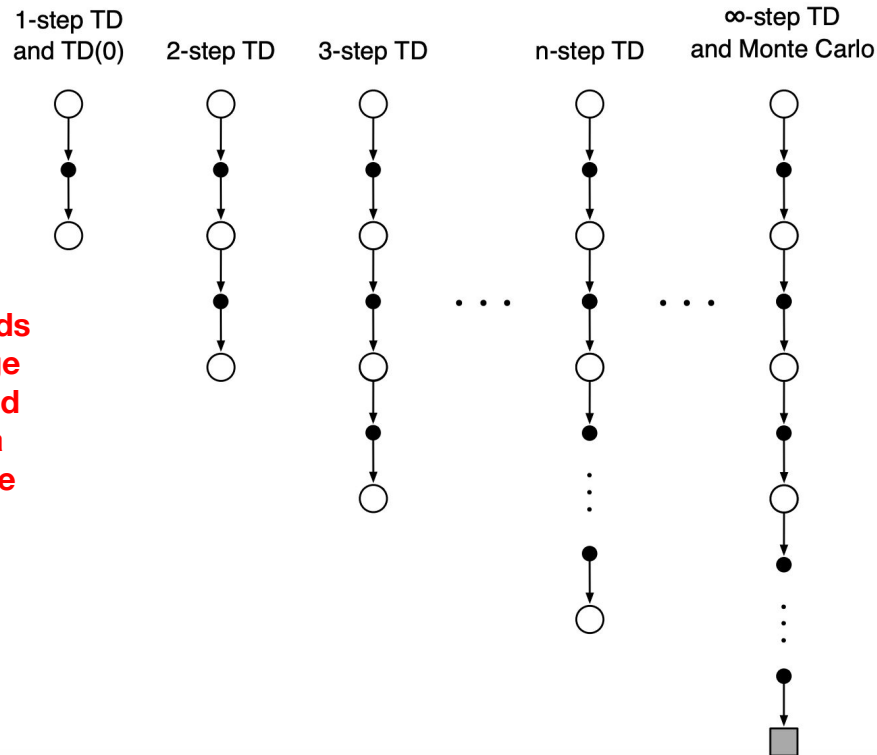 1-step TD
and TD(0)
2-step TD
3-step TD
n-step TD
∞-step TD
and Monte Carlo
. . .
. . .